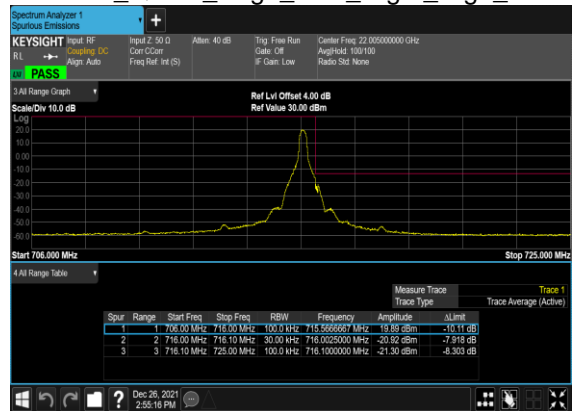 Spectrum Analyzer 1
Spurious Emissions
+
KEYSIGHT Input: RF Input Z: 50 Ω Atten: 40 dB Trig: Free Run Center Freq: 22.005000000 GHz
R L Coupling: DC Corr CCorr Gate: Off Avg|Hold: 100/100
Align: Auto Freq Ref: Int (S) IF Gain: Low Radio Std: None
PASS
3 All Range Graph Ref Lvl Offset 4.00 dB
Scale/Div 10.0 dB Ref Value 30.00 dBm
Log
20.0
10.0
0.00
-10.0
-20.0
-30.0
-40.0
-50.0
-60.0
Start 706.000 MHz Stop 725.000 MHz
4 All Range Table
Measure Trace Trace 1
Trace Type Trace Average (Active)
Spur Range Start Freq Stop Freq RBW Frequency Amplitude ΔLimit
1 1 706.00 MHz 716.00 MHz 100.0 kHz 715.5666667 MHz 19.89 dBm -10.11 dB
2 2 716.00 MHz 716.10 MHz 30.00 kHz 716.0025000 MHz -20.92 dBm -7.918 dB
3 3 716.10 MHz 725.00 MHz 100.0 kHz 716.1000000 MHz -21.30 dBm -8.303 dB
? Dec 26, 2021
2:55:16 PM